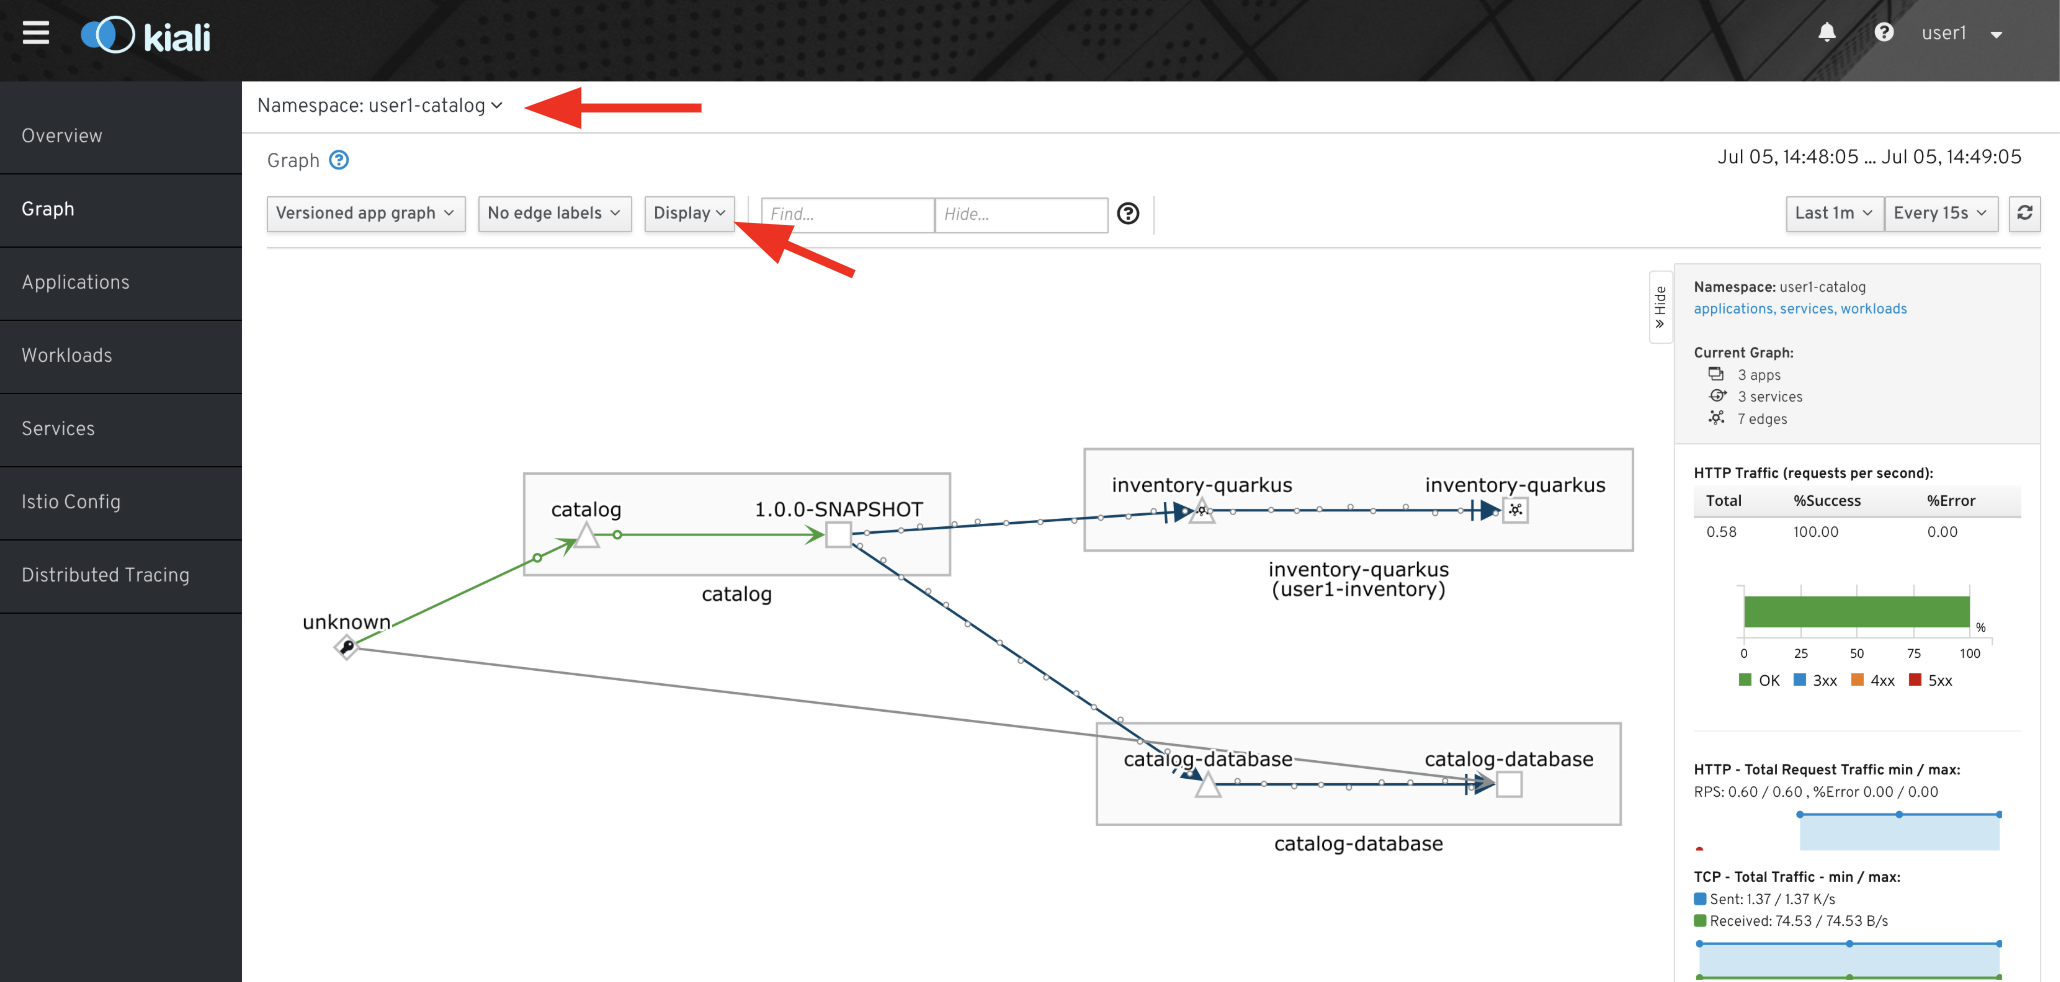 kiali
user1
Namespace: user1-catalog
Overview
Graph
Applications
Workloads
Services
Istio Config
Distributed Tracing
Graph
Jul 05, 14:48:05 ... Jul 05, 14:49:05
Versioned app graph
No edge labels
Display
Find...
Hide...
Last 1m
Every 15s
Hide
catalog
1.0.0-SNAPSHOT
catalog
unknown
inventory-quarkus
inventory-quarkus
inventory-quarkus
(user1-inventory)
catalog-database
catalog-database
catalog-database
Namespace: user1-catalog
applications, services, workloads
Current Graph:
3 apps
3 services
7 edges
HTTP Traffic (requests per second):
Total %Success %Error
0.58 100.00 0.00
%
0 25 50 75 100
OK 3xx 4xx 5xx
HTTP - Total Request Traffic min / max:
RPS: 0.60 / 0.60 , %Error 0.00 / 0.00
TCP - Total Traffic - min / max:
Sent: 1.37 / 1.37 K/s
Received: 74.53 / 74.53 B/s